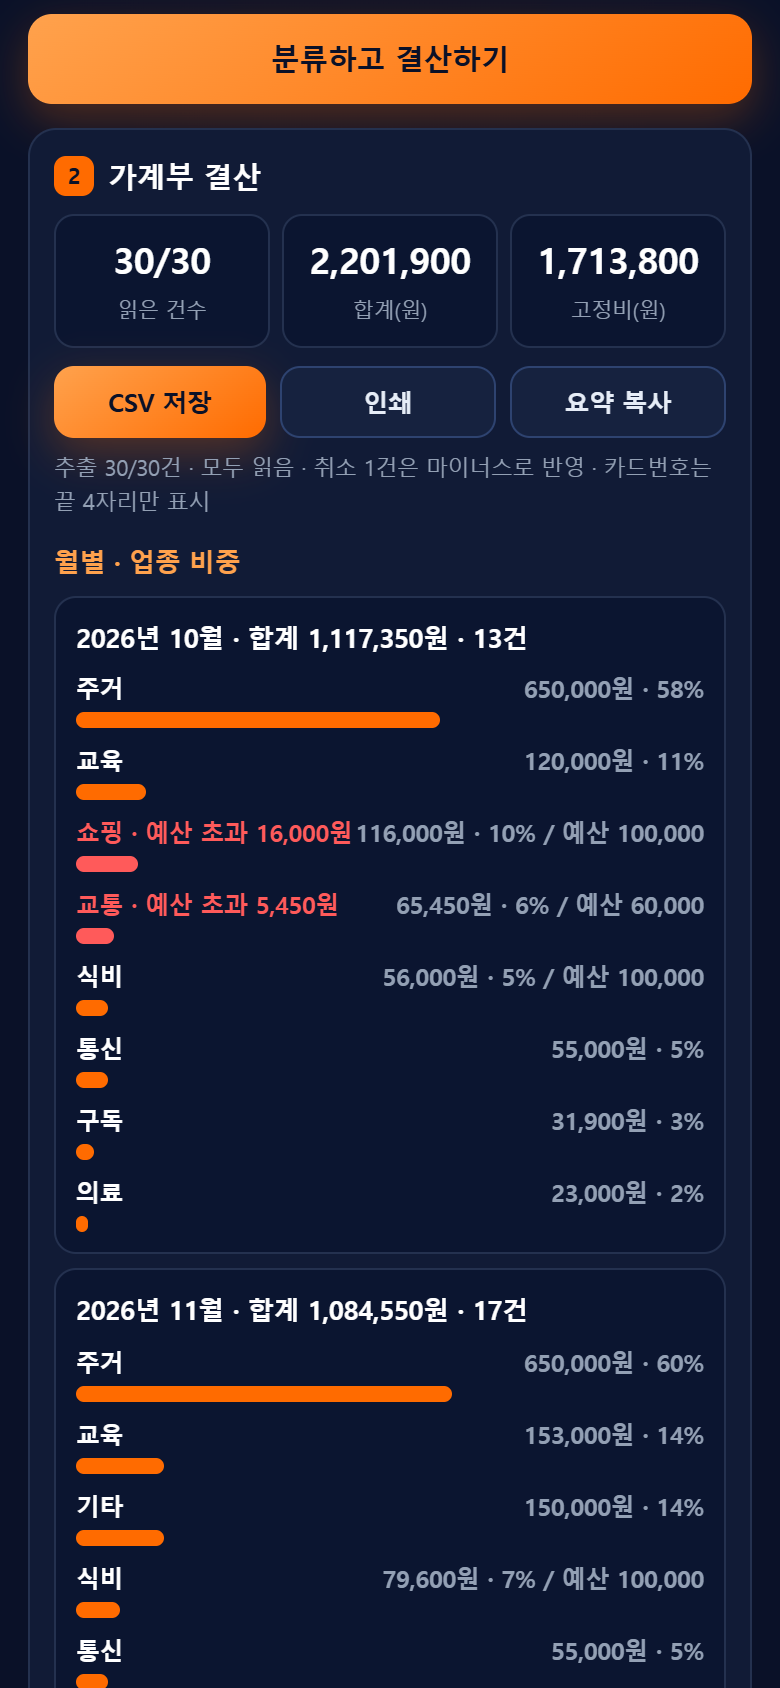 분류하고 결산하기
2 가계부 결산
30/30 2,201,900 1,713,800
읽은 건수 합계(원) 고정비(원)
CSV 저장 인쇄 요약 복사
추출 30/30건 · 모두 읽음 · 취소 1건은 마이너스로 반영 · 카드번호는
끝 4자리만 표시
월별 · 업종 비중
2026년 10월 · 합계 1,117,350원 · 13건
주거 650,000원 · 58%
교육 120,000원 · 11%
쇼핑 · 예산 초과 16,000원 116,000원 · 10% / 예산 100,000
교통 · 예산 초과 5,450원 65,450원 · 6% / 예산 60,000
식비 56,000원 · 5% / 예산 100,000
통신 55,000원 · 5%
구독 31,900원 · 3%
의료 23,000원 · 2%
2026년 11월 · 합계 1,084,550원 · 17건
주거 650,000원 · 60%
교육 153,000원 · 14%
기타 150,000원 · 14%
식비 79,600원 · 7% / 예산 100,000
통신 55,000원 · 5%